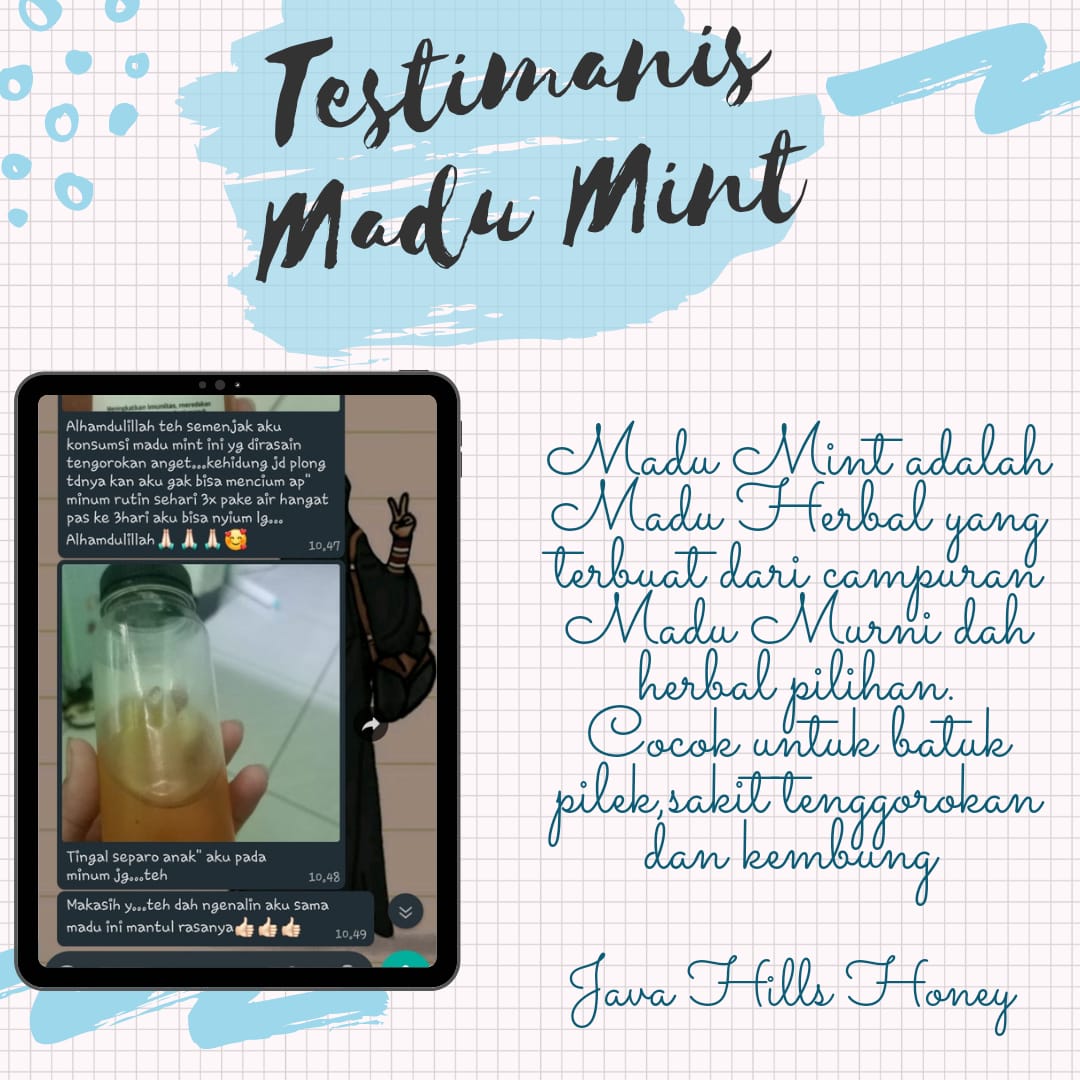 Testimanis
Madu Mint
Meningkatkan Imunitas, meredakan
Alhamdulillah teh semenjak aku
konsumsi madu mint ini yg dirasain
tengorokan anget...kehidung jd plong
tdnya kan aku gak bisa mencium ap"
minum rutin sehari 3x pake air hangat
pas ke 3hari aku bisa nyium lg...
Alhamdulillah🙏🏻🙏🏻🙏🏻🥰
10,47
Tingal separo anak" aku pada
minum jg...teh
10,48
Makasih y...teh dah ngenalin aku sama
madu ini mantul rasanya👍🏻👍🏻👍🏻
10,49
Madu Mint adalah
Madu Herbal yang
terbuat dari campuran
Madu Murni dah
herbal pilihan.
Cocok untuk batuk
pilek,sakit tenggorokan
dan kembung
Java Hills Honey